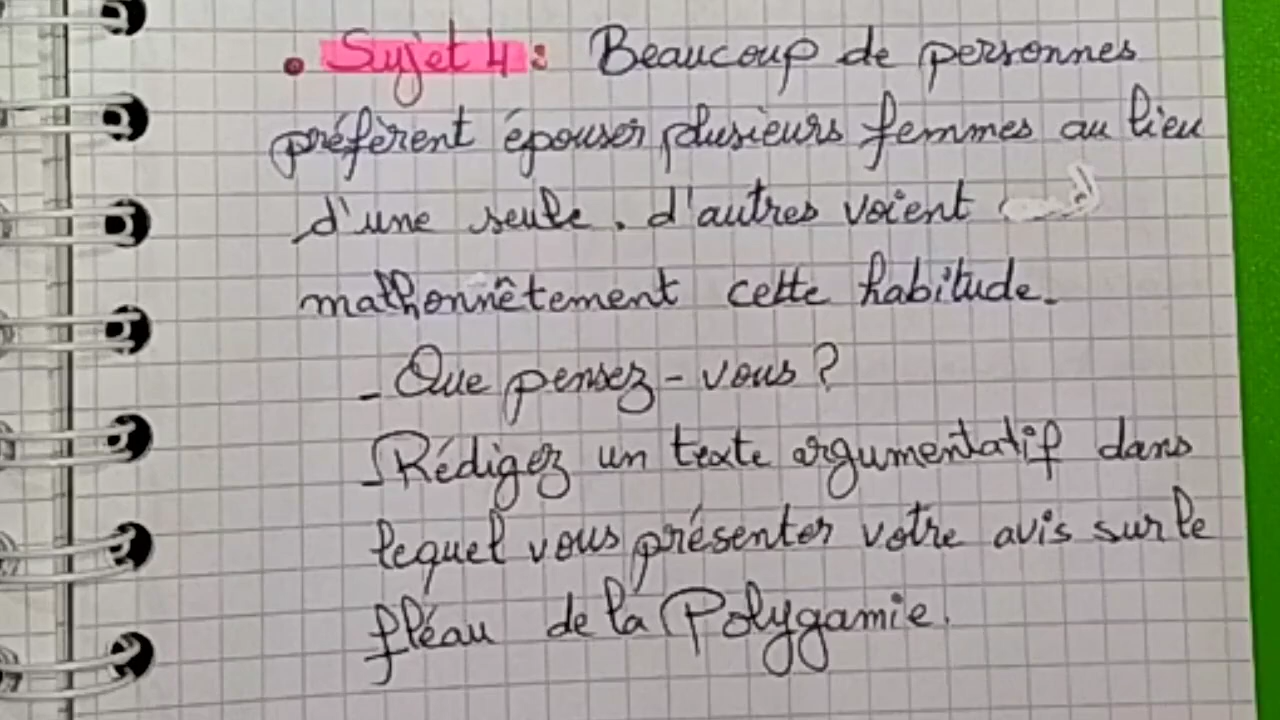 • Sujet 4 : Beaucoup de personnes
préfèrent épouser plusieurs femmes au lieu
d'une seule. d'autres voient
malhonnêtement cette habitude.
- Que pensez-vous ?
Rédigez un texte argumentatif dans
lequel vous présenter votre avis sur le
fléau de la Polygamie.